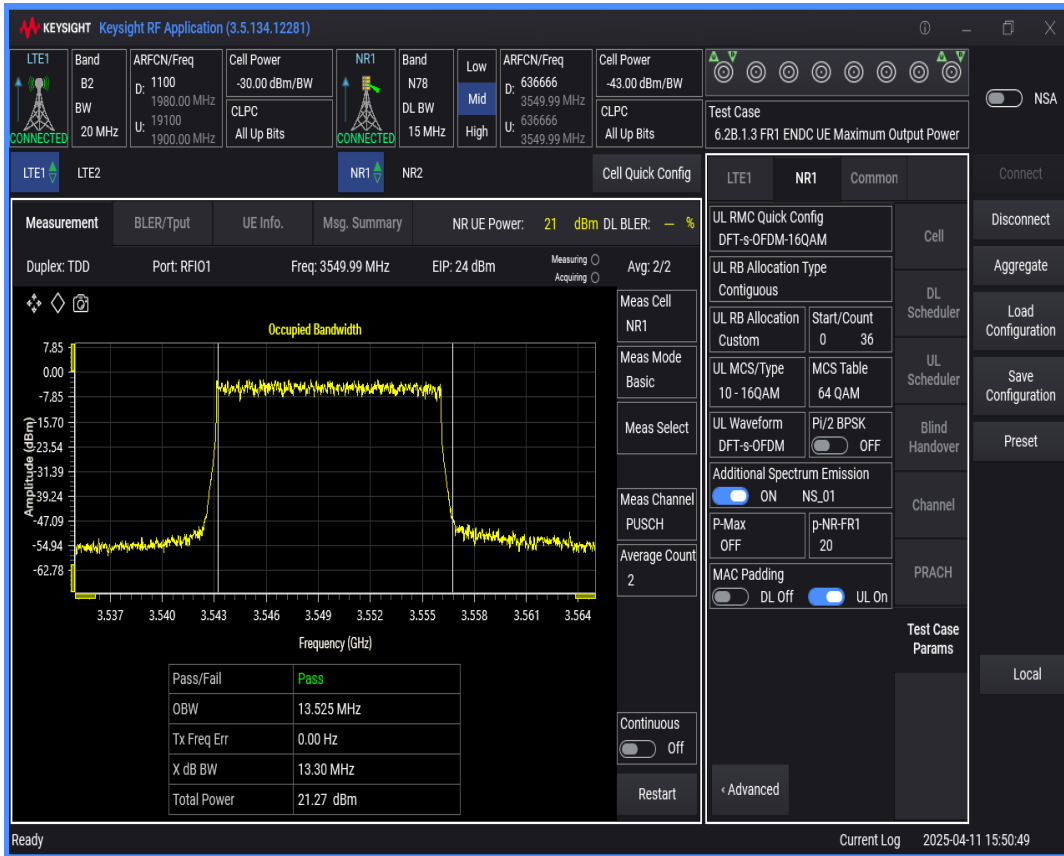 KEYSIGHT Keysight RF Application (3.5.134.12281)
LTE1
CONNECTED
Band
B2
BW
20 MHz
ARFCN/Freq
D: 1100
1980.00 MHz
U: 19100
1900.00 MHz
Cell Power
-30.00 dBm/BW
CLPC
All Up Bits
NR1
CONNECTED
Band
N78
DL BW
15 MHz
Low
Mid
High
ARFCN/Freq
D: 636666
3549.99 MHz
U: 636666
3549.99 MHz
Cell Power
-43.00 dBm/BW
CLPC
All Up Bits
Test Case
6.2B.1.3 FR1 ENDC UE Maximum Output Power
NSA
LTE1 LTE2
NR1 NR2
Cell Quick Config
Measurement BLER/Tput UE Info. Msg. Summary NR UE Power: 21 dBm DL BLER: — %
Duplex: TDD Port: RFIO1 Freq: 3549.99 MHz EIP: 24 dBm Measuring Acquiring Avg: 2/2
Occupied Bandwidth
Amplitude (dBm)
7.85
0.00
-7.85
-15.70
-23.54
-31.39
-39.24
-47.09
-54.94
-62.78
3.537 3.540 3.543 3.546 3.549 3.552 3.555 3.558 3.561 3.564
Frequency (GHz)
Pass/Fail Pass
OBW 13.525 MHz
Tx Freq Err 0.00 Hz
X dB BW 13.30 MHz
Total Power 21.27 dBm
Meas Cell
NR1
Meas Mode
Basic
Meas Select
Meas Channel
PUSCH
Average Count
2
Continuous
Off
Restart
LTE1 NR1 Common
UL RMC Quick Config
DFT-s-OFDM-16QAM
UL RB Allocation Type
Contiguous
UL RB Allocation
Custom
Start/Count
0 36
UL MCS/Type
10 - 16QAM
MCS Table
64 QAM
UL Waveform
DFT-s-OFDM
Pi/2 BPSK
OFF
Additional Spectrum Emission
ON NS_01
P-Max
OFF
p-NR-FR1
20
MAC Padding
DL Off UL On
‹ Advanced
Cell
DL
Scheduler
UL
Scheduler
Blind
Handover
Channel
PRACH
Test Case
Params
Connect
Disconnect
Aggregate
Load
Configuration
Save
Configuration
Preset
Local
Ready Current Log 2025-04-11 15:50:49